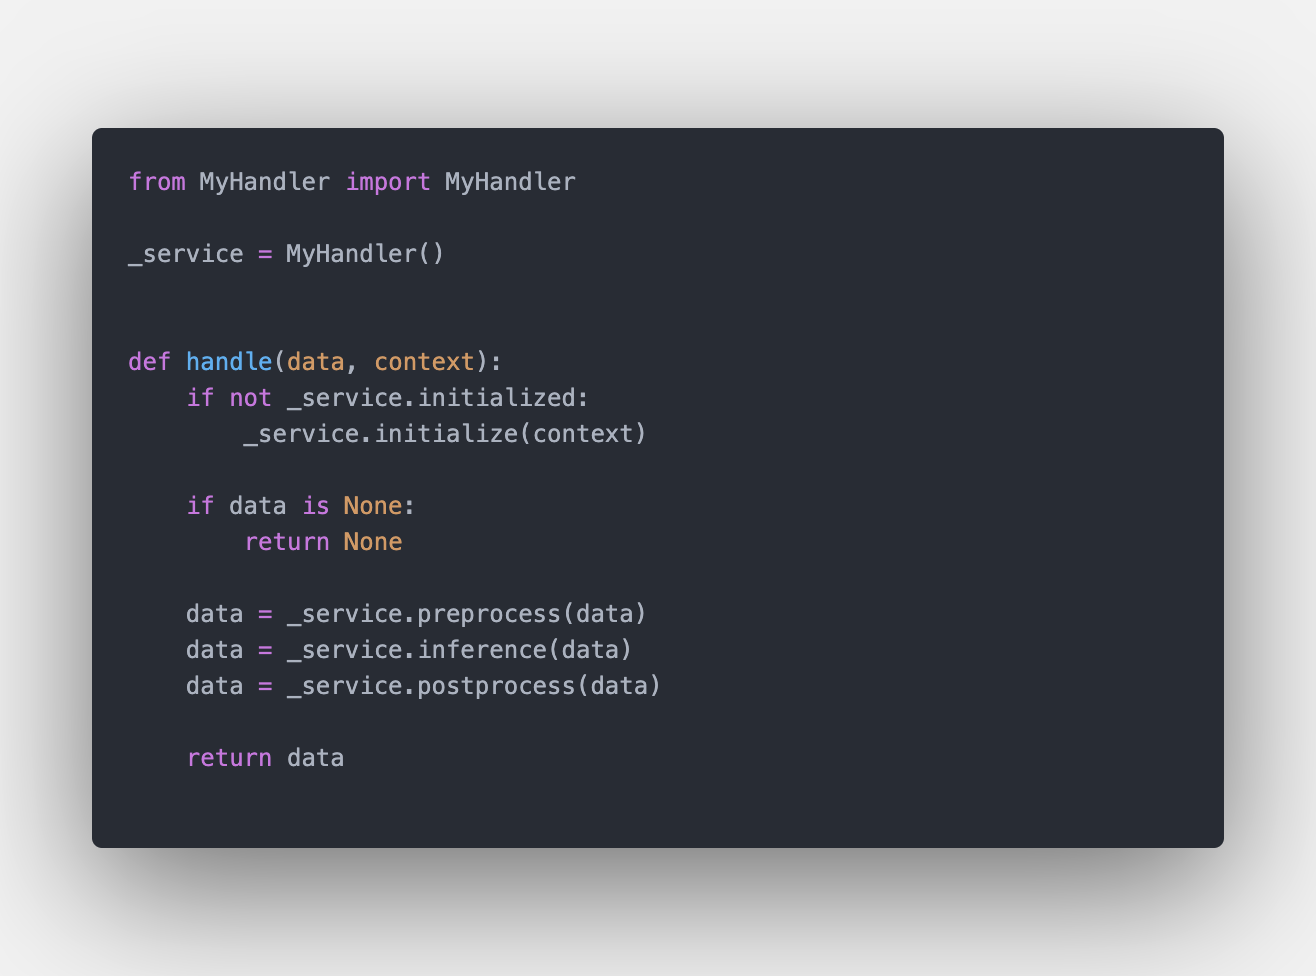 from MyHandler import MyHandler
_service = MyHandler()
def handle(data, context):
    if not _service.initialized:
        _service.initialize(context)
    if data is None:
        return None
    data = _service.preprocess(data)
    data = _service.inference(data)
    data = _service.postprocess(data)
    return data